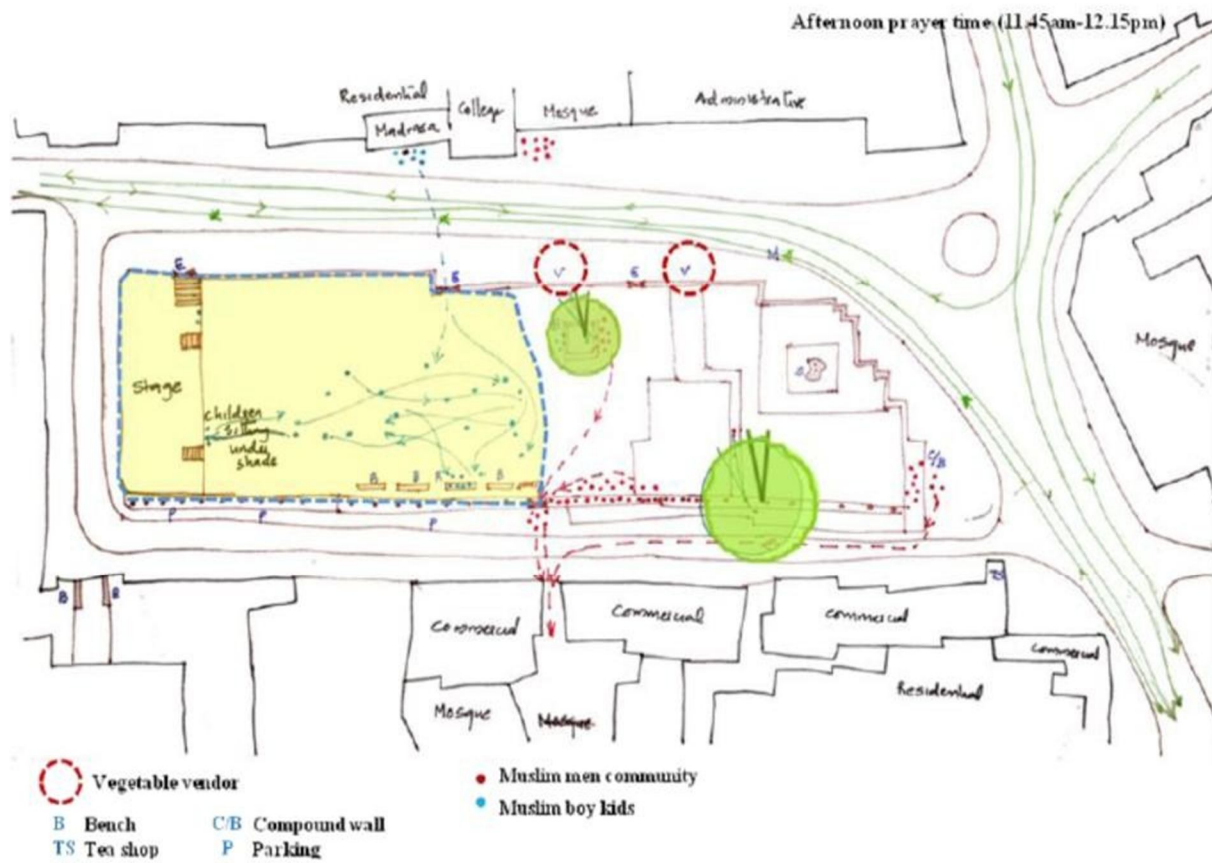 Afternoon prayer time (11.45am-12.15pm)
Residential
Madrasa
College
Mosque
Administrative
E
E
V
E
V
M
Mosque
Stage
children
sitting
under
shade
B
B
B
B
C/B
P
P
P
B
B
TS
Commercial
Commercial
Commercial
Commercial
Residential
Mosque
Mosque
Vegetable vendor
B Bench
C/B Compound wall
TS Tea shop
P Parking
Muslim men community
Muslim boy kids